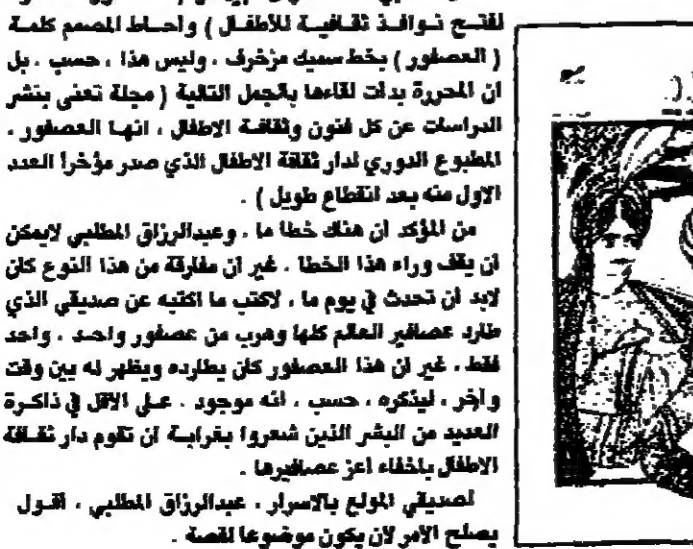 لفتح نوافذ ثقافية للأطفال ) واحاط المصمم كلمة
( العصفور ) بخط سميك مزخرف ، وليس هذا ، حسب ، بل
ان المحررة بدات لقاءها بالجمل التالية ( مجلة تعنى بنشر
الدراسات عن كل فنون وثقافة الاطفال ، انها العصفور ،
المطبوع الدوري لدار ثقافة الاطفال الذي صدر مؤخراً العدد
الاول منه بعد انقطاع طويل ) .
من المؤكد ان هناك خطا ما ، وعبدالرزاق المطلبي لايمكن
ان يقف وراء هذا الخطا ، غير ان مفارقة من هذا النوع كان
لابد أن تحدث في يوم ما ، لاكتب ما اكتبه عن صديقي الذي
طارد عصافير العالم كلها وهرب من عصفور واحد ، واحد
فقط ، غير ان هذا العصفور كان يطارده ويظهر له بين وقت
وآخر ، ليذكره ، حسب ، انه موجود ، على الاقل في ذاكرة
العديد من البشر الذين شعروا بغرابة ان تقوم دار ثقافة
الاطفال باخفاء اعز عصافيرها .
لصديقي المولع بالاسرار ، عبدالرزاق المطلبي ، اقول
يصلح الامر لان يكون موضوعا لقصة .